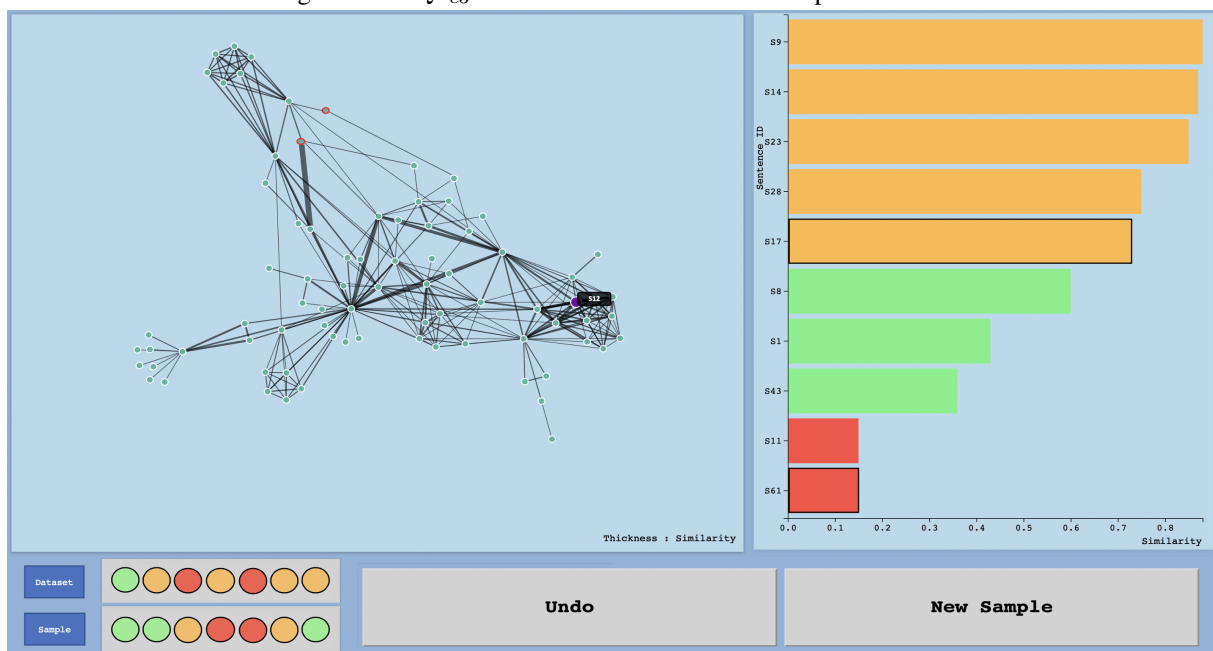 S12
Thickness : Similarity
Sentence ID
S9
S14
S23
S28
S17
S8
S1
S43
S11
S61
0.0 0.1 0.2 0.3 0.4 0.5 0.6 0.7 0.8
Similarity
Dataset
Sample
Undo
New Sample